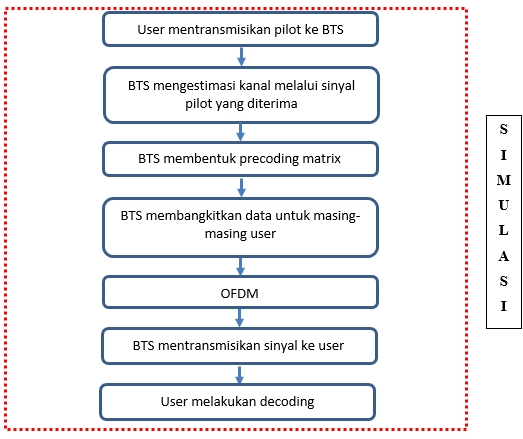 User mentransmisikan pilot ke BTS
BTS mengestimasi kanal melalui sinyal
pilot yang diterima
BTS membentuk precoding matrix
BTS membangkitkan data untuk masing-
masing user
OFDM
BTS mentransmisikan sinyal ke user
User melakukan decoding
S
I
M
U
L
A
S
I